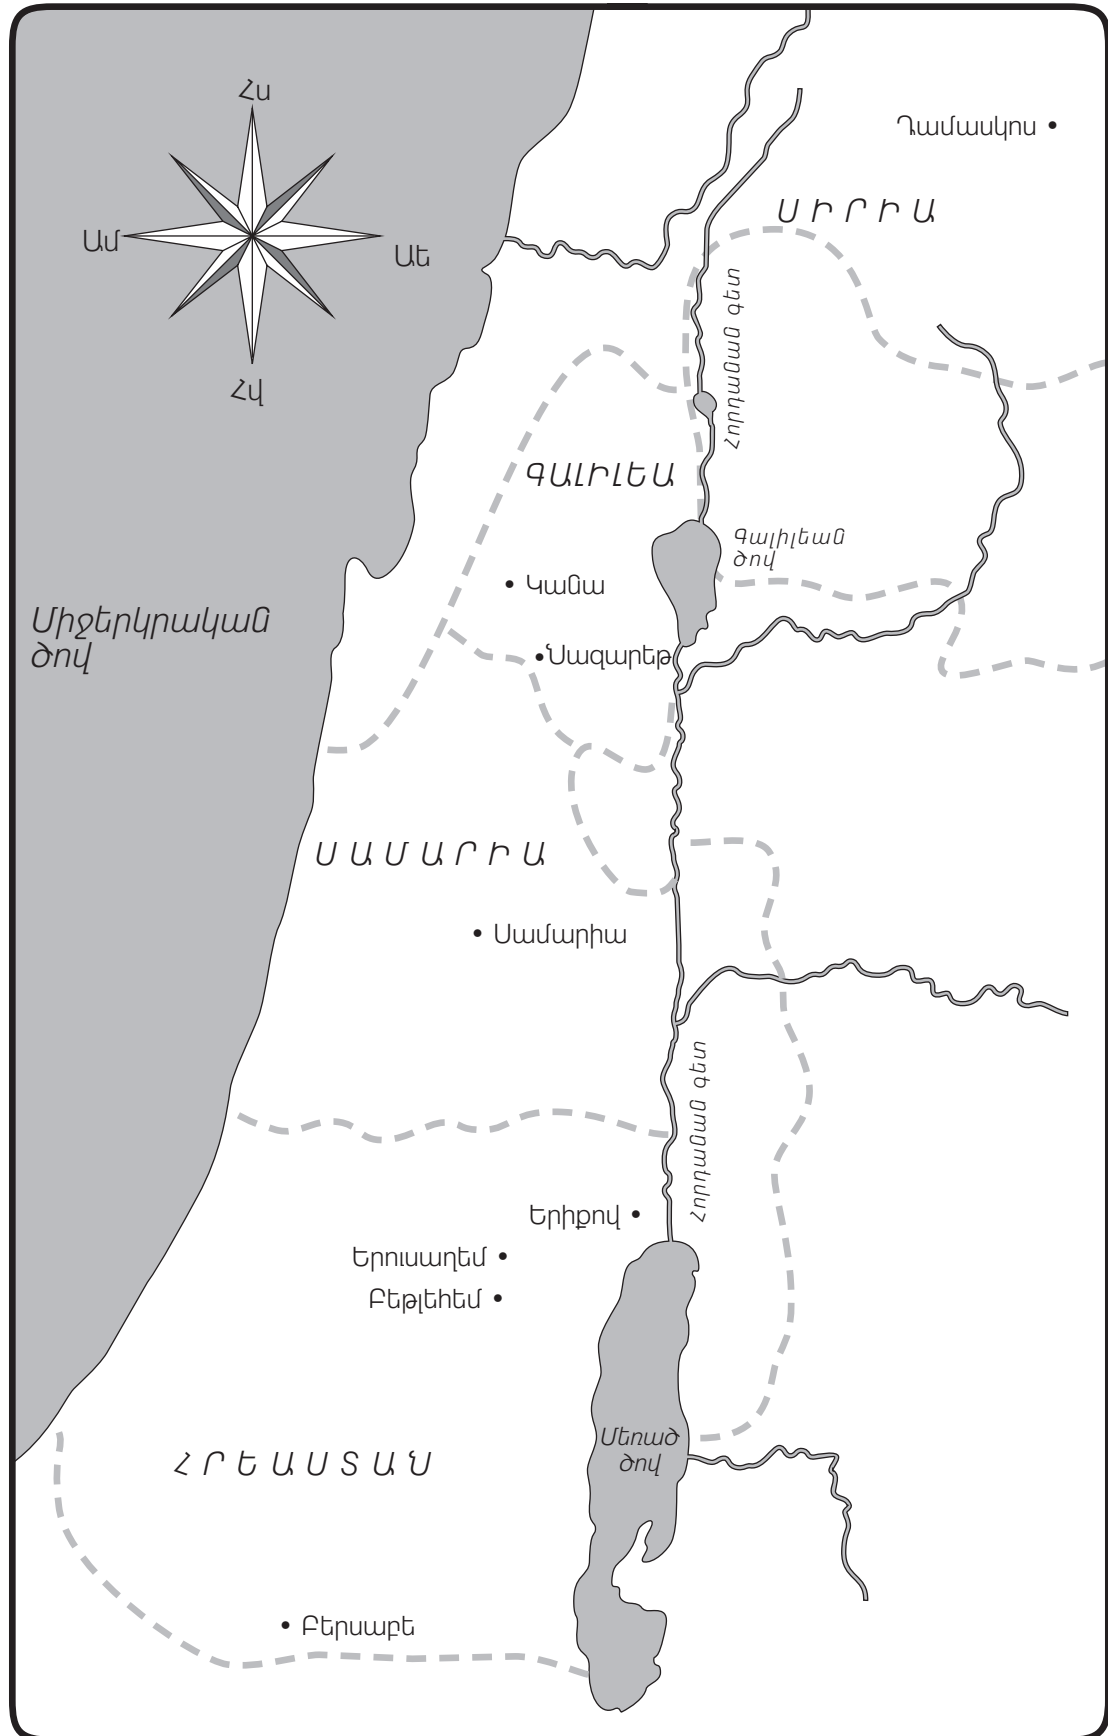 Հս
Դամասկոս
ՍԻՐԻԱ
Ամ
Աե
Հորդանան գետ
Հվ
ԳԱԼԻԼԵԱ
Գալիլեան
ծով
Կանա
Միջերկրական
ծով
Նազարեթ
ՍԱՄԱՐԻԱ
Սամարիա
Հորդանան գետ
Երիքով
Երուսաղեմ
Բեթլեհեմ
Մեռած
ծով
ՀՐԵԱՍՏԱՆ
Բերսաբե